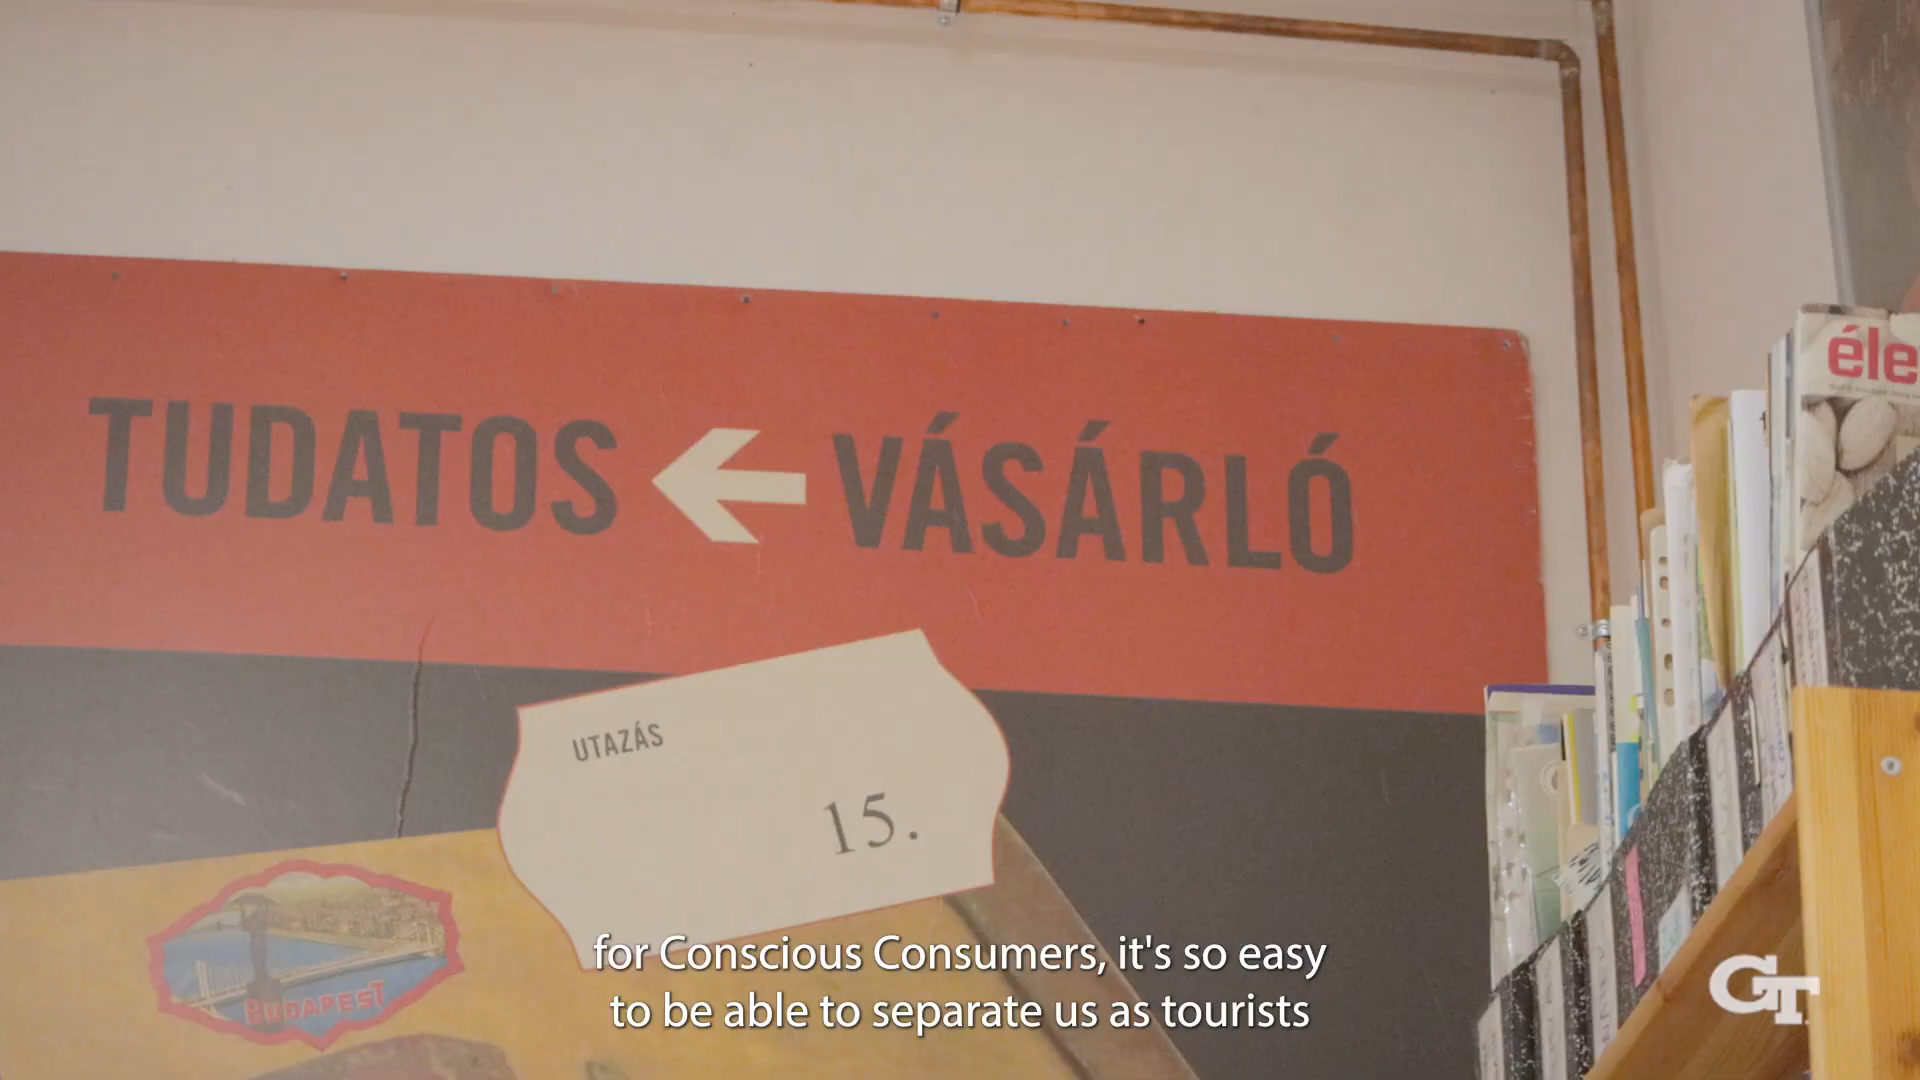 TUDATOS ← VÁSÁRLÓ
éle
UTAZÁS
15.
BUDAPEST
for Conscious Consumers, it's so easy
to be able to separate us as tourists
GT